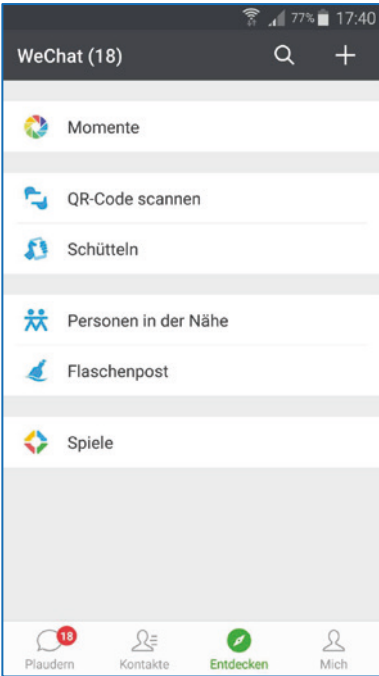 77% 17:40
WeChat (18)
Momente
QR-Code scannen
Schütteln
Personen in der Nähe
Flaschenpost
Spiele
18
Plaudern Kontakte Entdecken Mich